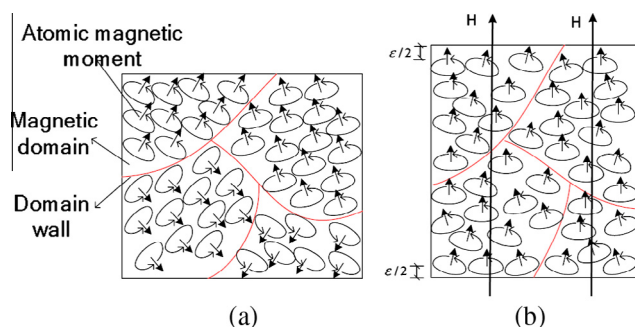 Atomic magnetic
moment
Magnetic
domain
Domain
wall
(a)
H
H
ε/2
ε/2
(b)